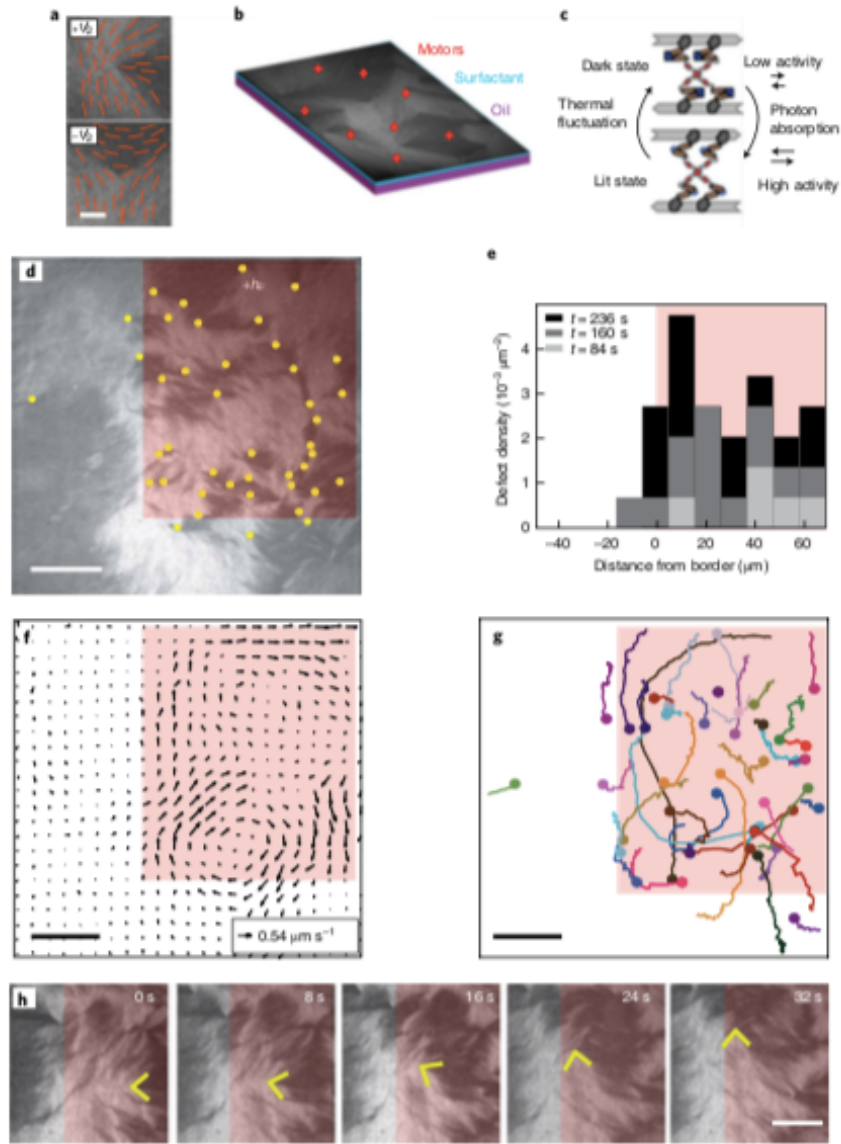 a
+½
−½
b
Motors
Surfactant
Oil
c
Dark state
Low activity
Thermal
fluctuation
Photon
absorption
Lit state
High activity
d
e
t = 236 s
t = 160 s
t = 84 s
Defect density (10⁻³ μm⁻²)
4
3
2
1
0
−40
−20
0
20
40
60
Distance from border (μm)
f
0.54 μm s⁻¹
g
h
0 s
8 s
16 s
24 s
32 s